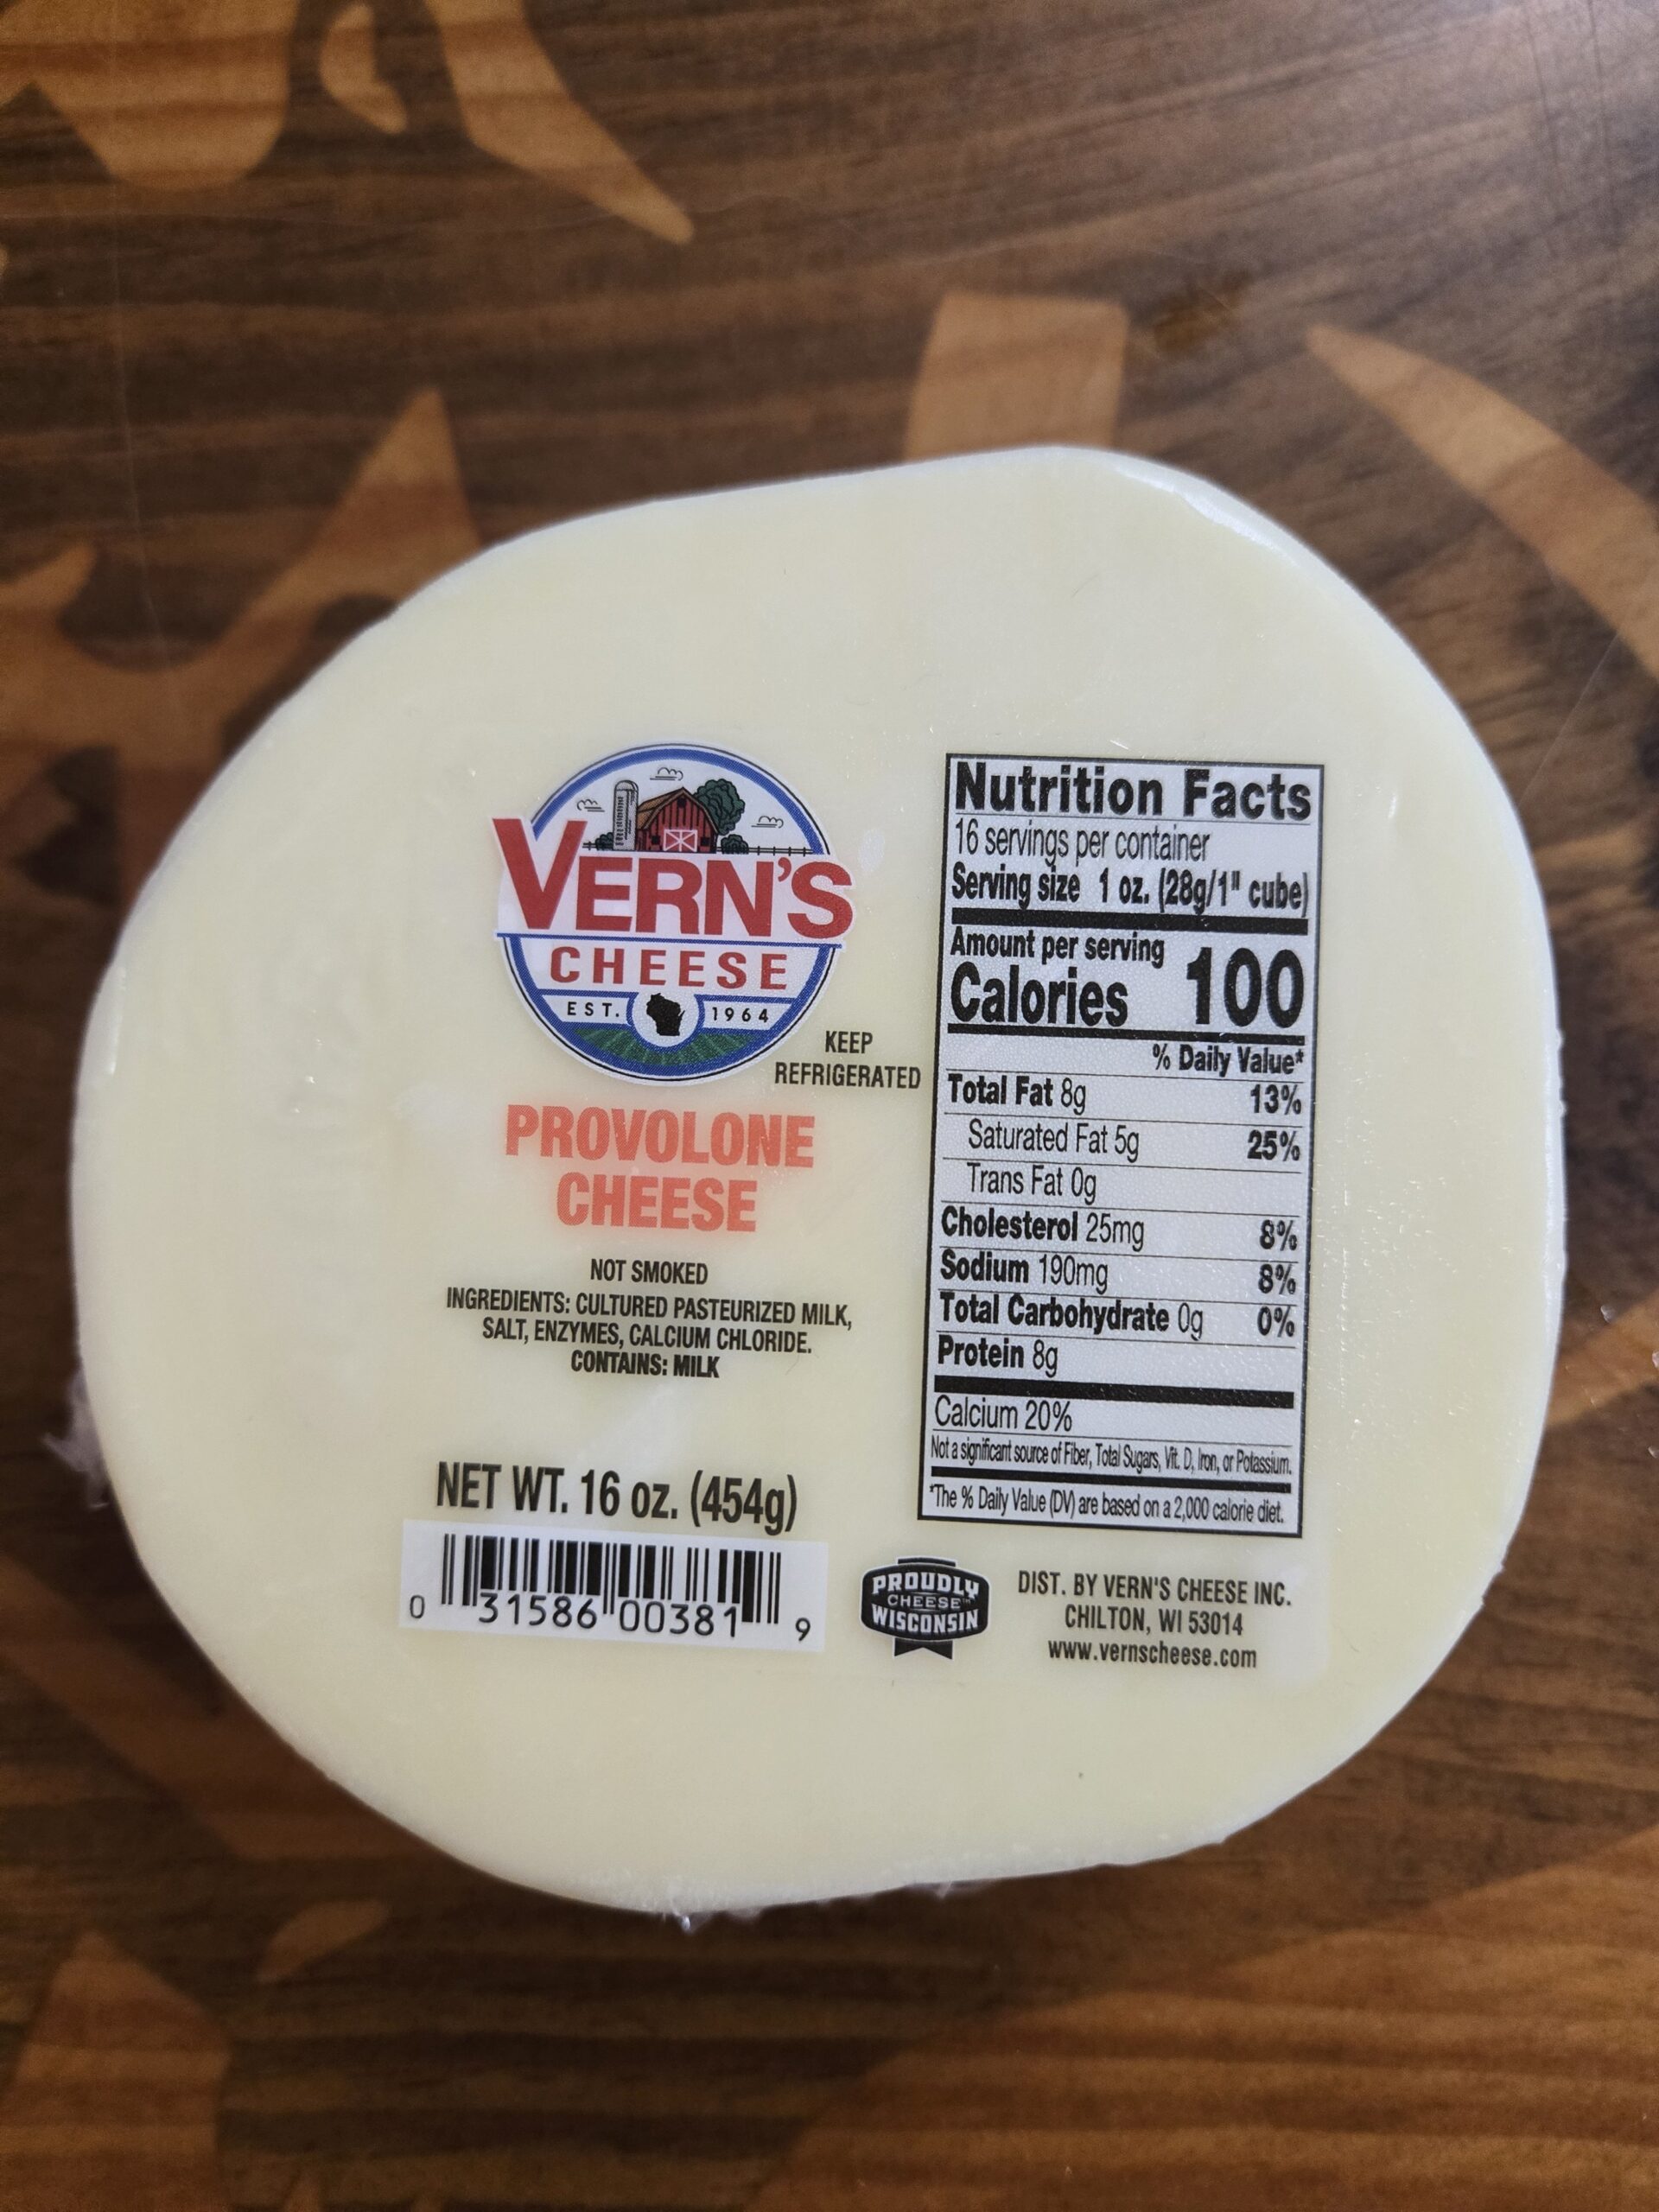 VERN'S
CHEESE
EST. 1964
KEEP
REFRIGERATED
PROVOLONE
CHEESE
NOT SMOKED
INGREDIENTS: CULTURED PASTEURIZED MILK,
SALT, ENZYMES, CALCIUM CHLORIDE.
CONTAINS: MILK
NET WT. 16 oz. (454g)
0 31586 00381 9
Nutrition Facts
16 servings per container
Serving size 1 oz. (28g/1" cube)
Amount per serving
Calories 100
% Daily Value*
Total Fat 8g 13%
Saturated Fat 5g 25%
Trans Fat 0g
Cholesterol 25mg 8%
Sodium 190mg 8%
Total Carbohydrate 0g 0%
Protein 8g
Calcium 20%
Not a significant source of Fiber, Total Sugars, Vit. D, Iron, or Potassium.
*The % Daily Value (DV) are based on a 2,000 calorie diet.
PROUDLY
CHEESE™
WISCONSIN
DIST. BY VERN'S CHEESE INC.
CHILTON, WI 53014
www.vernscheese.com